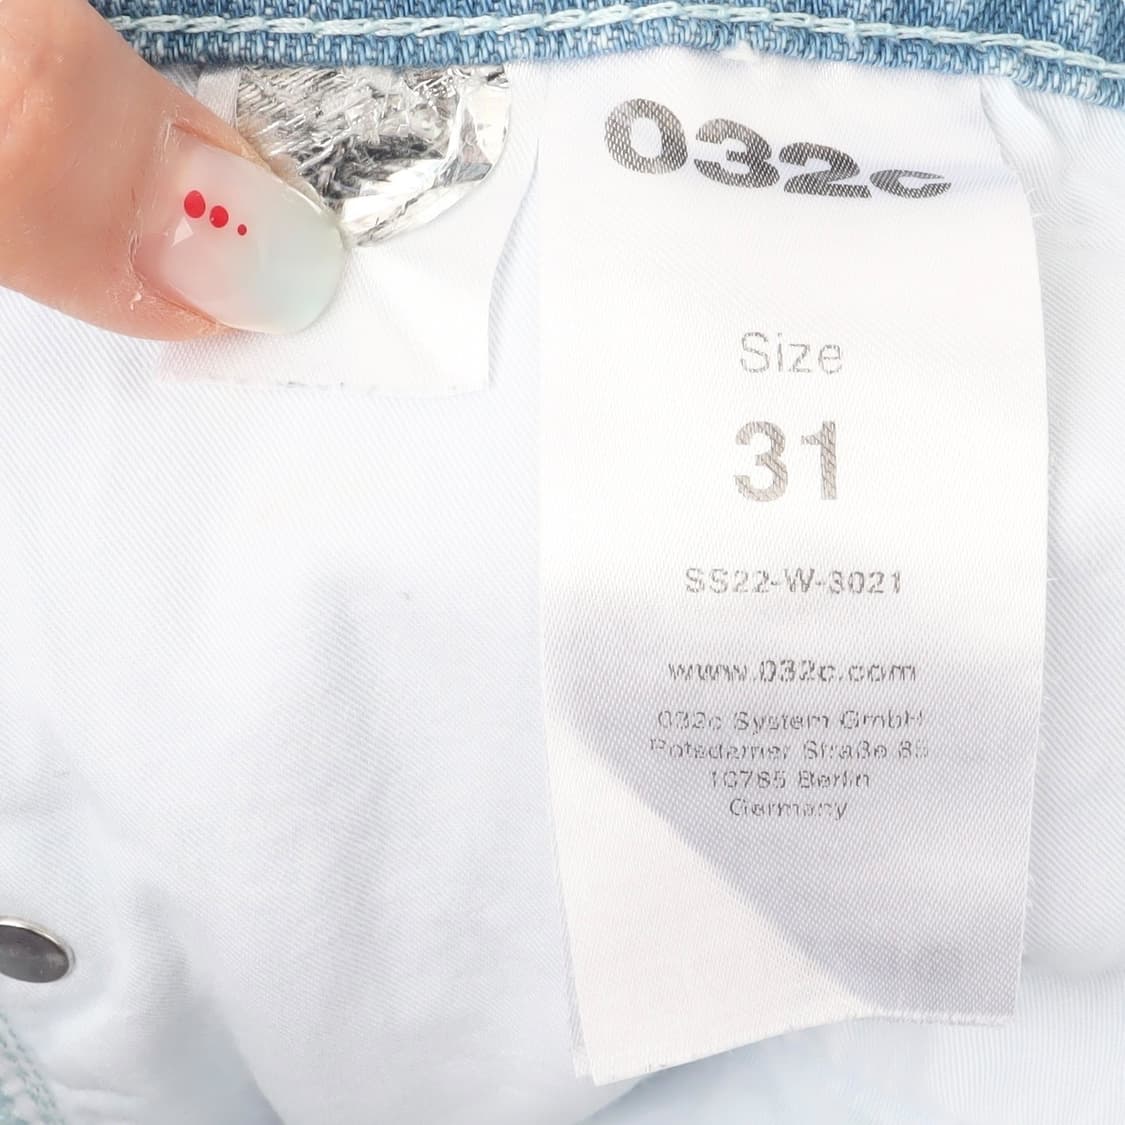 032c
Size
31
SS22-W-3021
www.032c.com
032c System GmbH
Potsdamer Straße 85
10785 Berlin
Germany